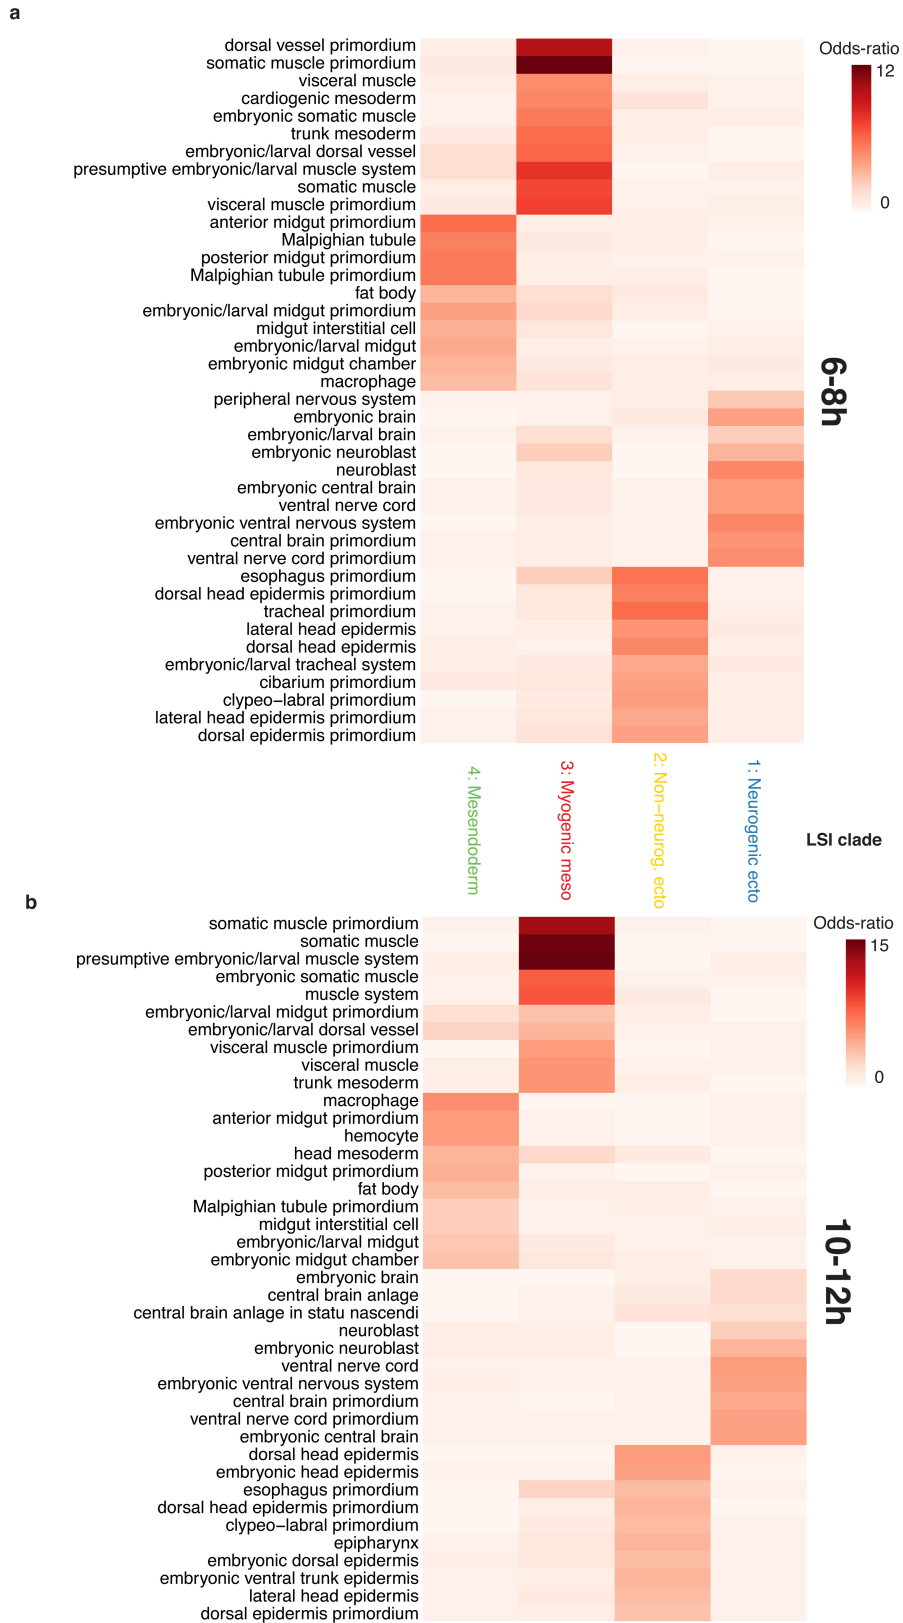 a
dorsal vessel primordium
somatic muscle primordium
visceral muscle
cardiogenic mesoderm
embryonic somatic muscle
trunk mesoderm
embryonic/larval dorsal vessel
presumptive embryonic/larval muscle system
somatic muscle
visceral muscle primordium
anterior midgut primordium
Malpighian tubule
posterior midgut primordium
Malpighian tubule primordium
fat body
embryonic/larval midgut primordium
midgut interstitial cell
embryonic/larval midgut
embryonic midgut chamber
macrophage
peripheral nervous system
embryonic brain
embryonic/larval brain
embryonic neuroblast
neuroblast
embryonic central brain
ventral nerve cord
embryonic ventral nervous system
central brain primordium
ventral nerve cord primordium
esophagus primordium
dorsal head epidermis primordium
tracheal primordium
lateral head epidermis
dorsal head epidermis
embryonic/larval tracheal system
cibarium primordium
clypeo−labral primordium
lateral head epidermis primordium
dorsal epidermis primordium
Odds-ratio
12
0
6-8h
4: Mesendoderm
3: Myogenic meso
2: Non−neurog. ecto
1: Neurogenic ecto
LSI clade
b
somatic muscle primordium
somatic muscle
presumptive embryonic/larval muscle system
embryonic somatic muscle
muscle system
embryonic/larval midgut primordium
embryonic/larval dorsal vessel
visceral muscle primordium
visceral muscle
trunk mesoderm
macrophage
anterior midgut primordium
hemocyte
head mesoderm
posterior midgut primordium
fat body
Malpighian tubule primordium
midgut interstitial cell
embryonic/larval midgut
embryonic midgut chamber
embryonic brain
central brain anlage
central brain anlage in statu nascendi
neuroblast
embryonic neuroblast
ventral nerve cord
embryonic ventral nervous system
central brain primordium
ventral nerve cord primordium
embryonic central brain
dorsal head epidermis
embryonic head epidermis
esophagus primordium
dorsal head epidermis primordium
clypeo−labral primordium
epipharynx
embryonic dorsal epidermis
embryonic ventral trunk epidermis
lateral head epidermis
dorsal epidermis primordium
Odds-ratio
15
0
10-12h